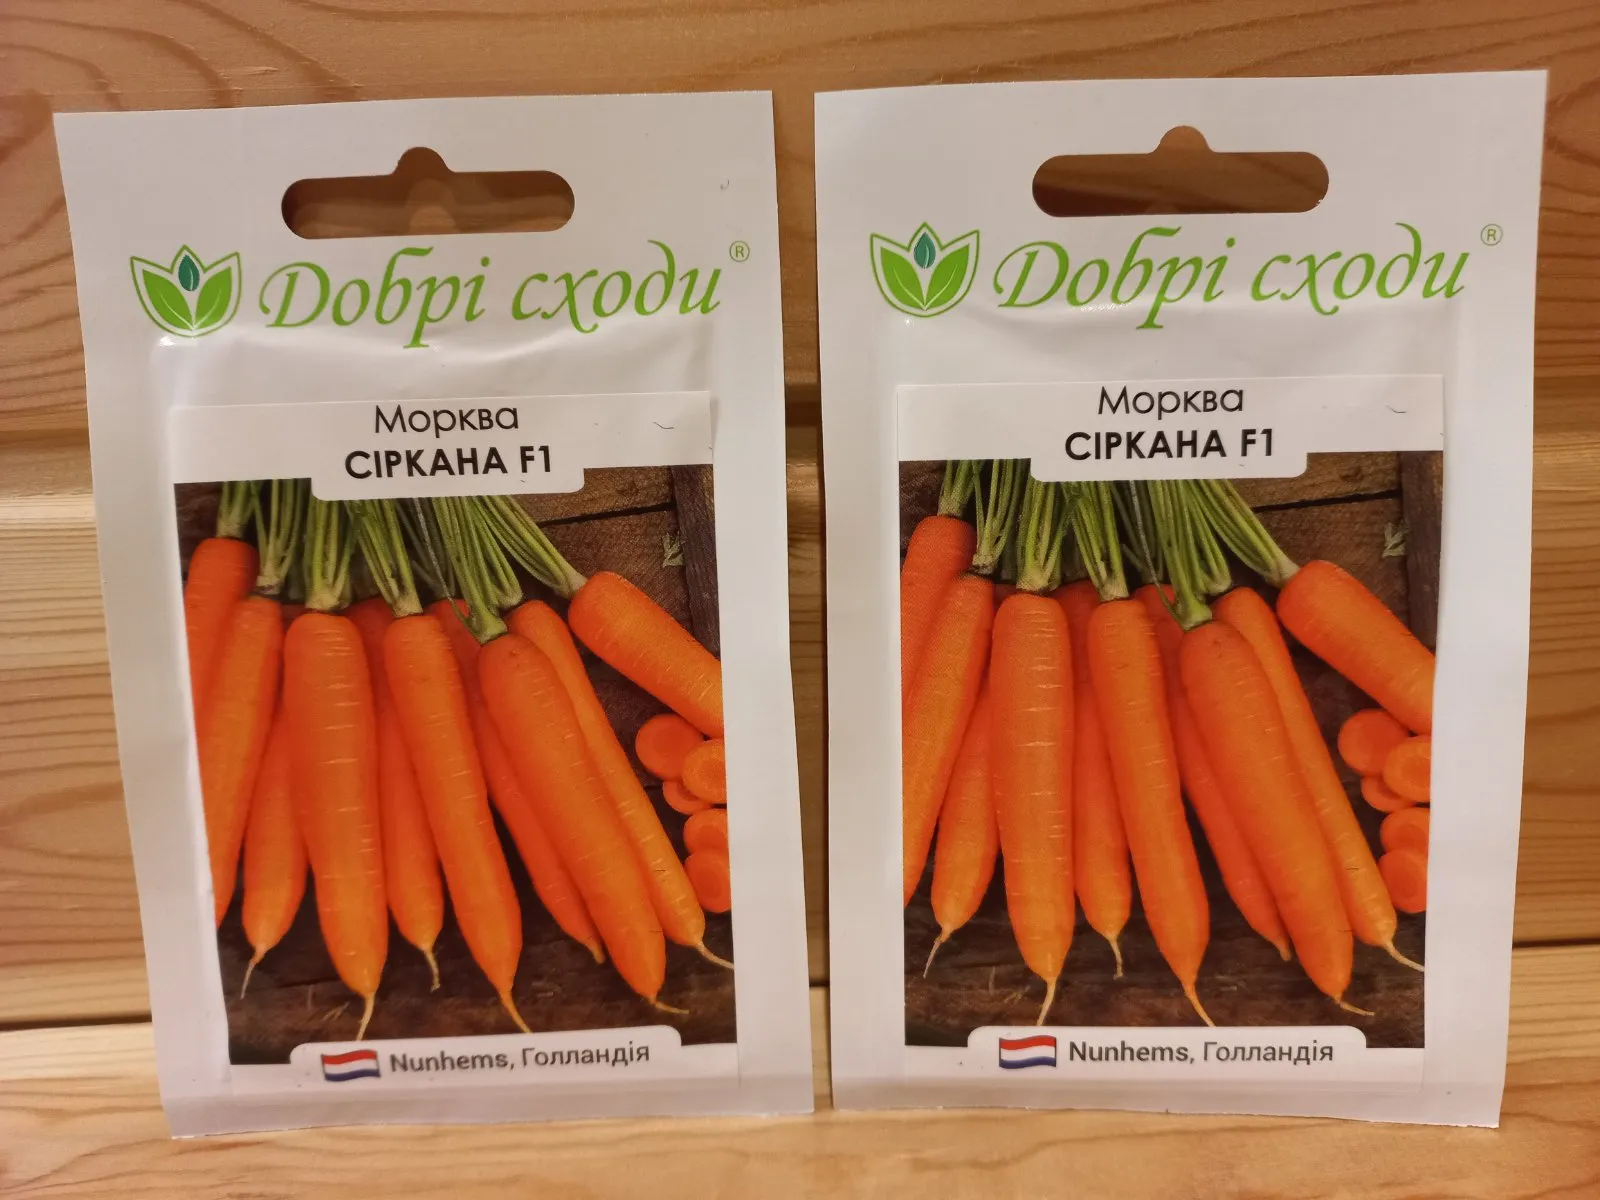 Добрі сходи®
Морква
СІРКАНА F1
Nunhems, Голландія
Добрі сходи®
Морква
СІРКАНА F1
Nunhems, Голландія